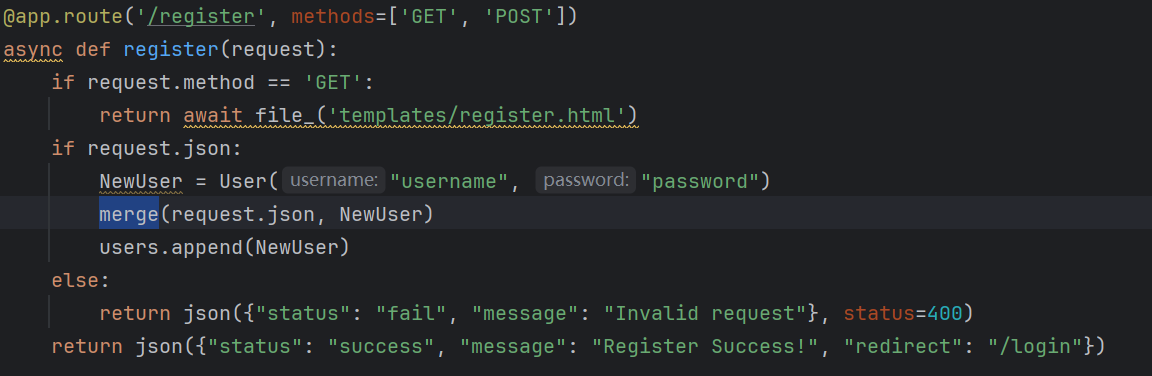 @app.route('/register', methods=['GET', 'POST'])
async def register(request):
    if request.method == 'GET':
        return await file_('templates/register.html')
    if request.json:
        NewUser = User( username: "username", password: "password")
        merge(request.json, NewUser)
        users.append(NewUser)
    else:
        return json({"status": "fail", "message": "Invalid request"}, status=400)
    return json({"status": "success", "message": "Register Success!", "redirect": "/login"})